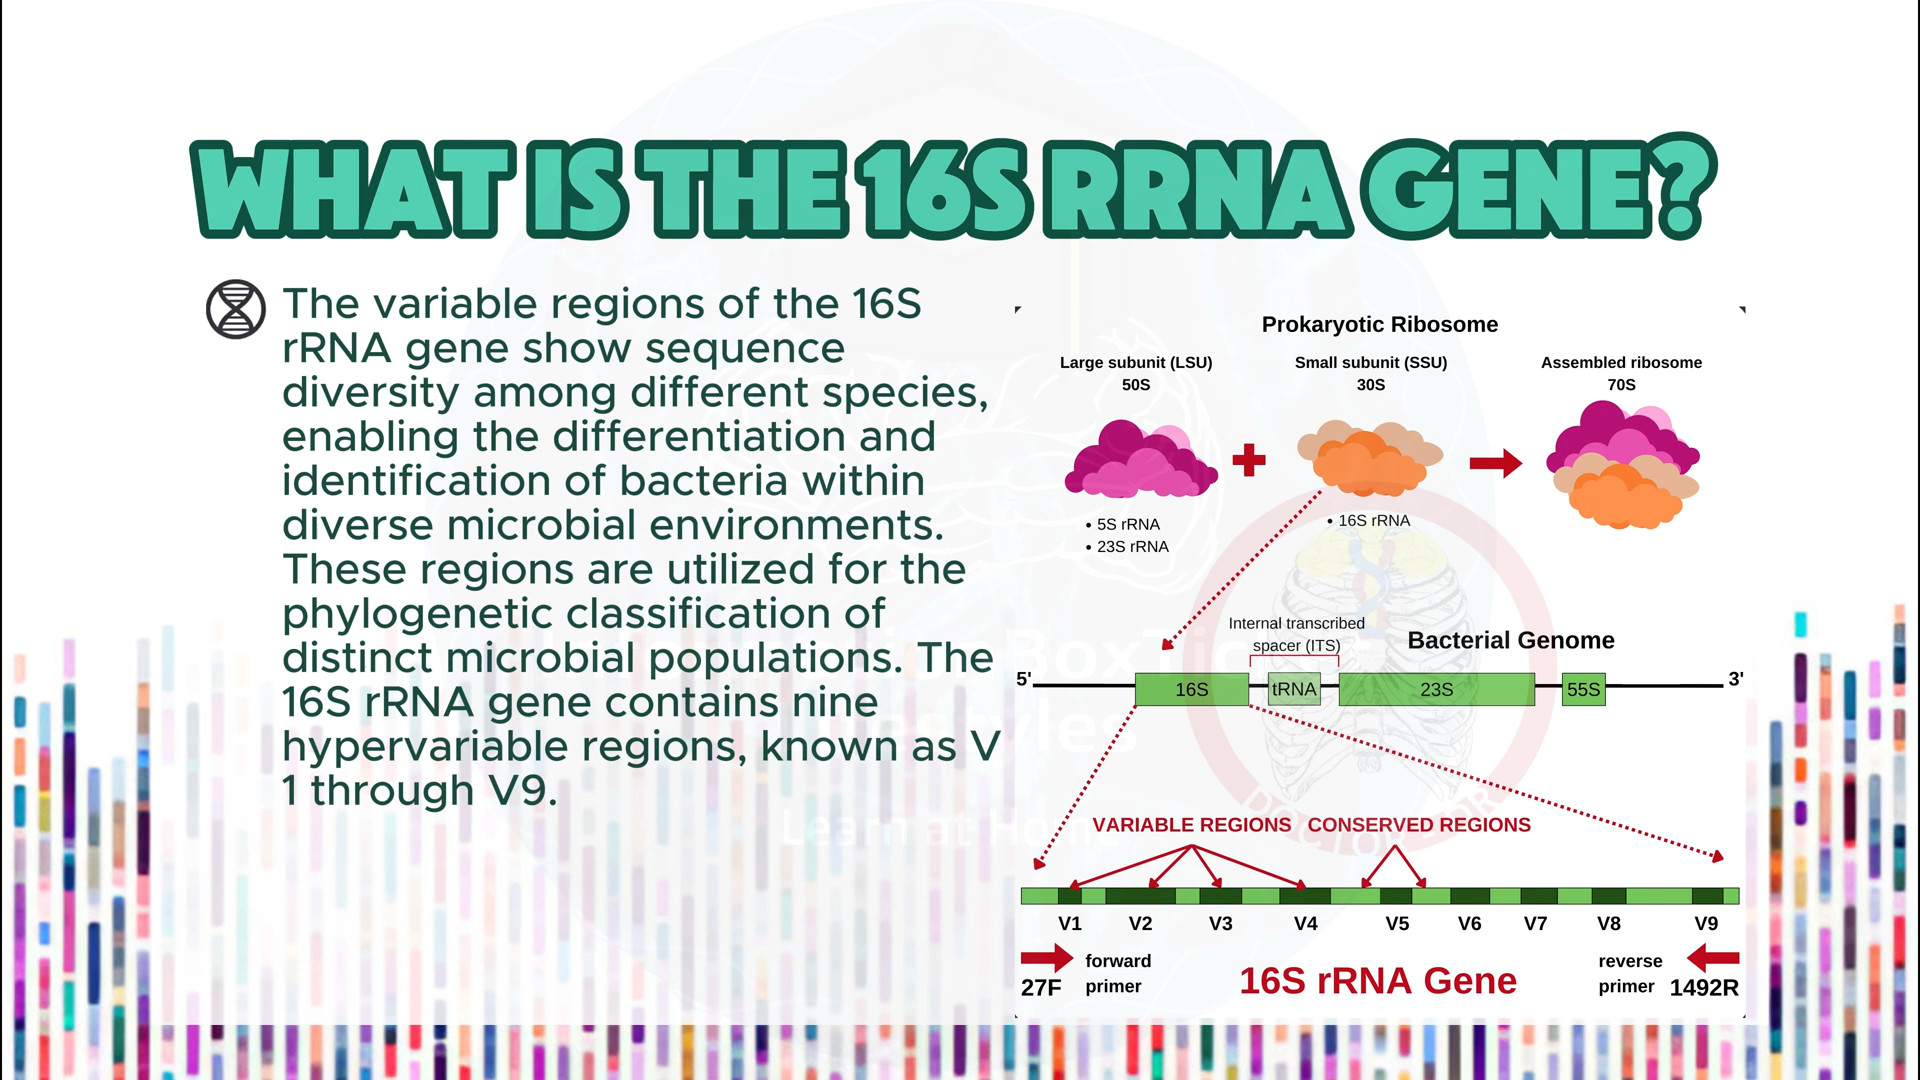 WHAT IS THE 16S RRNA GENE?
The variable regions of the 16S
rRNA gene show sequence
diversity among different species,
enabling the differentiation and
identification of bacteria within
diverse microbial environments.
These regions are utilized for the
phylogenetic classification of
distinct microbial populations. The
16S rRNA gene contains nine
hypervariable regions, known as V
1 through V9.
Prokaryotic Ribosome
Large subunit (LSU)
50S
Small subunit (SSU)
30S
Assembled ribosome
70S
• 5S rRNA
• 23S rRNA
• 16S rRNA
Internal transcribed
spacer (ITS)
Bacterial Genome
5'
16S
tRNA
23S
55S
3'
VARIABLE REGIONS
CONSERVED REGIONS
V1
V2
V3
V4
V5
V6
V7
V8
V9
27F
forward
primer
16S rRNA Gene
reverse
primer
1492R
Learn at Home